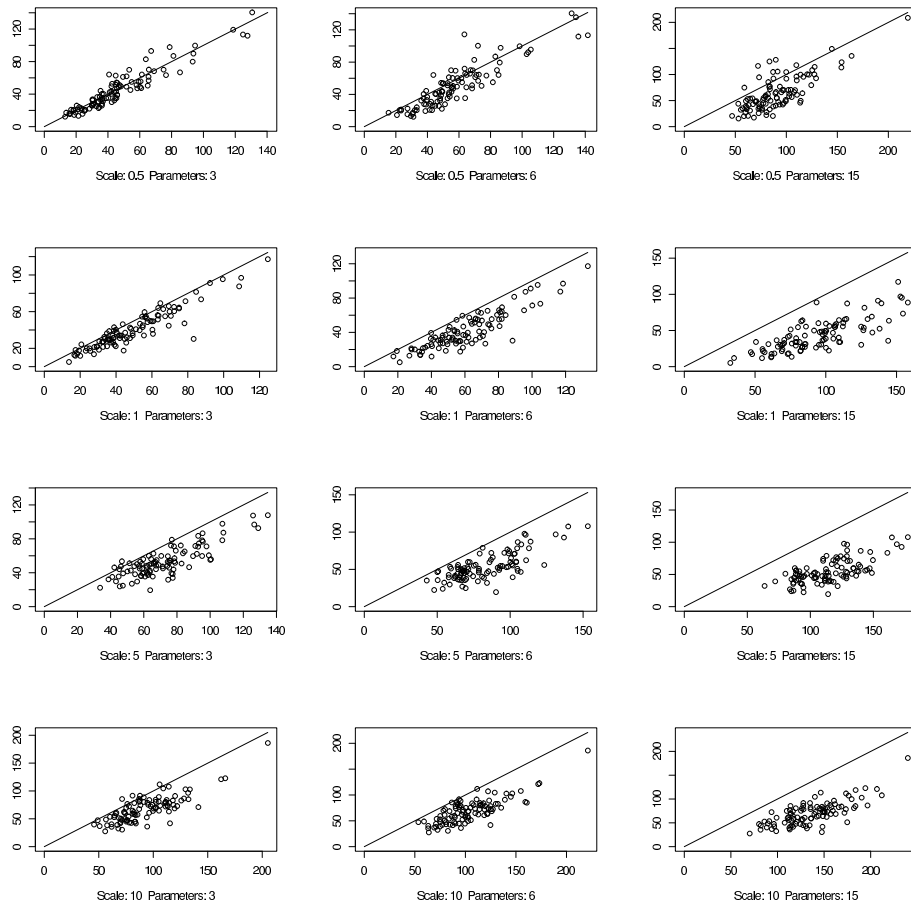 0 40 80 120
0 20 40 60 80 100 120 140
Scale: 0.5 Parameters: 3
0 40 80 120
0 20 40 60 80 100 120 140
Scale: 0.5 Parameters: 6
0 50 100 200
0 50 100 150 200
Scale: 0.5 Parameters: 15
0 20 60 100
0 20 40 60 80 100 120
Scale: 1 Parameters: 3
0 40 80 120
0 20 40 60 80 100 120
Scale: 1 Parameters: 6
0 50 100 150
0 50 100 150
Scale: 1 Parameters: 15
0 40 80 120
0 20 40 60 80 100 120 140
Scale: 5 Parameters: 3
0 50 100 150
0 50 100 150
Scale: 5 Parameters: 6
0 50 100 150
0 50 100 150
Scale: 5 Parameters: 15
0 50 100 200
0 50 100 150 200
Scale: 10 Parameters: 3
0 50 100 200
0 50 100 150 200
Scale: 10 Parameters: 6
0 50 100 200
0 50 100 150 200
Scale: 10 Parameters: 15